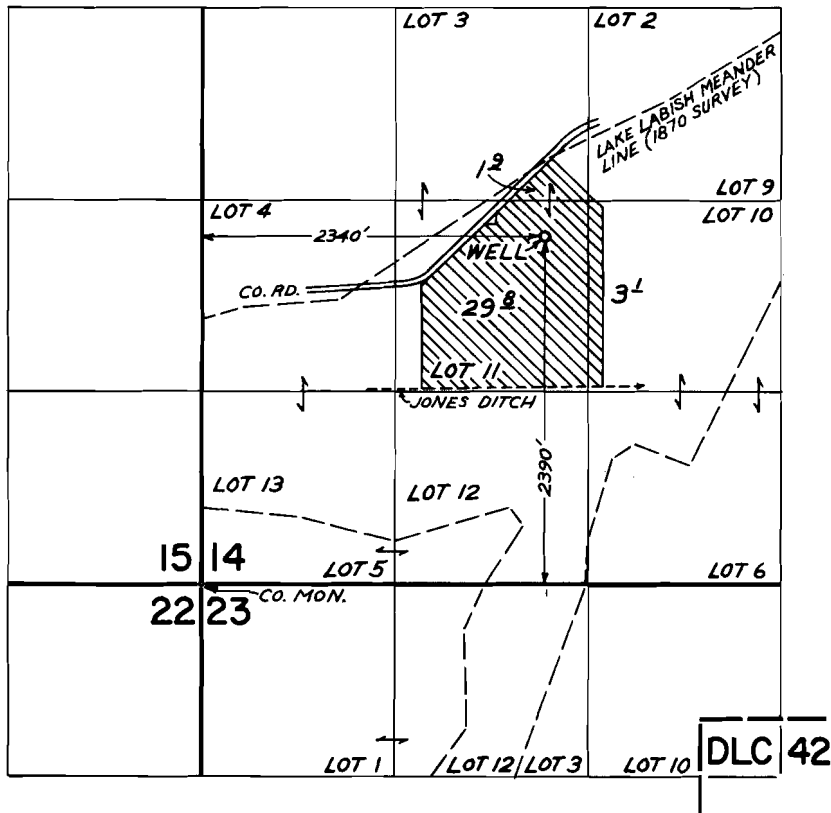 LOT 3
LOT 2
LAKE LABISH MEANDER
LINE (1870 SURVEY)
1 9
LOT 9
LOT 4
LOT 10
2340'
WELL
CO. RD.
29 8
3 1
LOT 11
JONES DITCH
2390'
LOT 13
LOT 12
15 14
LOT 5
LOT 6
22 23
CO. MON.
DLC 42
LOT 1
LOT 12
LOT 3
LOT 10